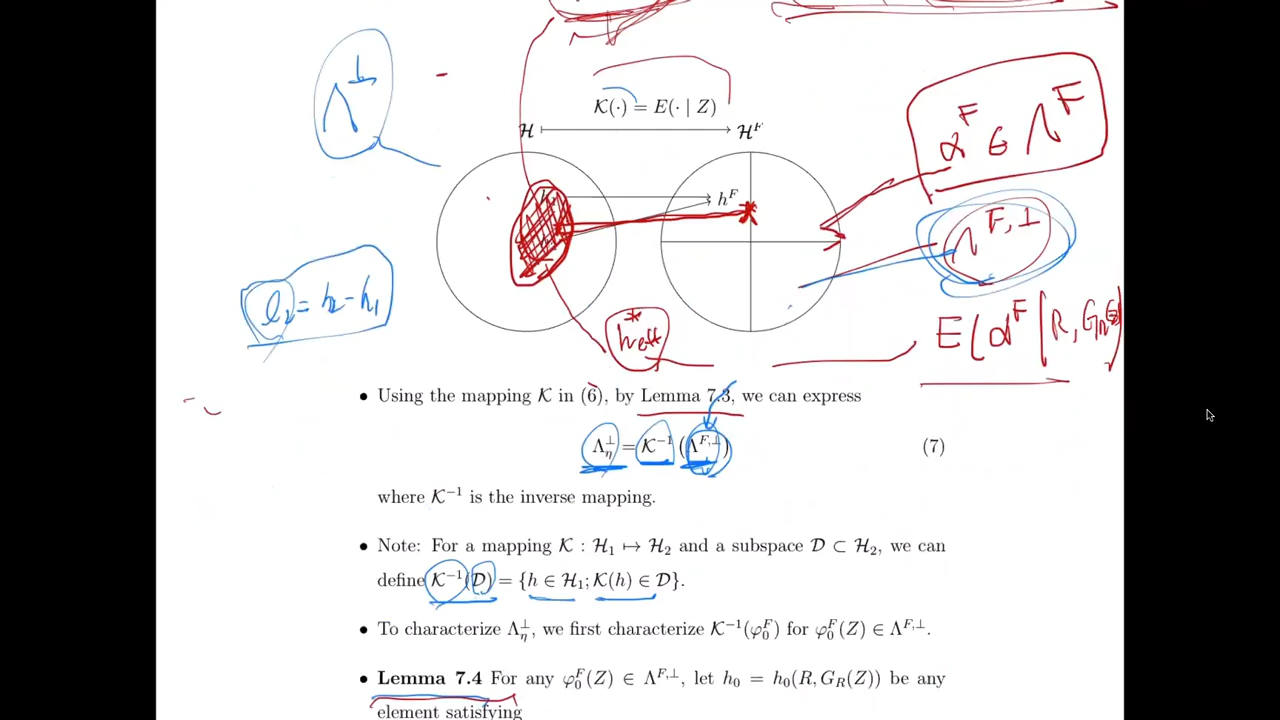 Λ^⊥
K(·) = E(· | Z)
H
H^F
α^F ∈ Λ^F
h^F
Λ^{F,⊥}
l_2 = h_2 - h_1
h^*_eff
E(α^F | R, G_R(Z))
• Using the mapping K in (6), by Lemma 7.3, we can express
Λ_η^⊥ = K^{-1}(Λ^{F,⊥}) (7)
where K^{-1} is the inverse mapping.
• Note: For a mapping K : H_1 ↦ H_2 and a subspace D ⊂ H_2, we can
define K^{-1}(D) = {h ∈ H_1; K(h) ∈ D}.
• To characterize Λ_η^⊥, we first characterize K^{-1}(φ_0^F) for φ_0^F(Z) ∈ Λ^{F,⊥}.
• Lemma 7.4 For any φ_0^F(Z) ∈ Λ^{F,⊥}, let h_0 = h_0(R, G_R(Z)) be any
element satisfying